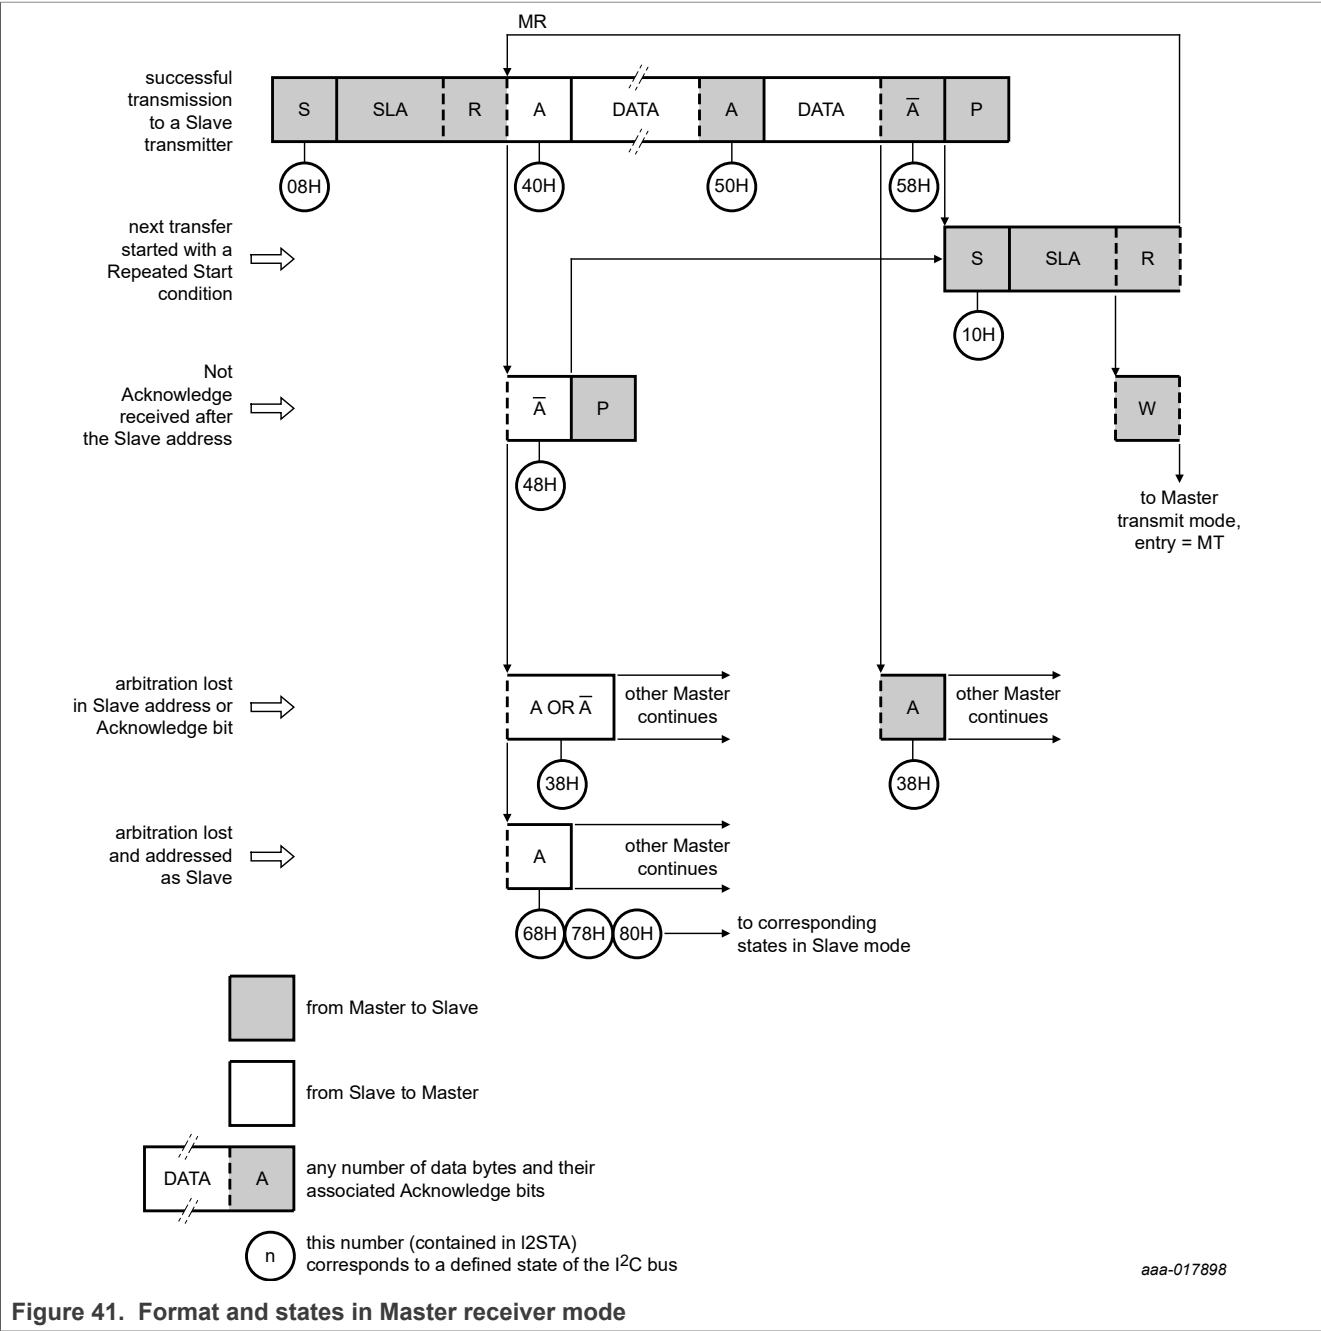 MR
successful
transmission
to a Slave
transmitter
S SLA R A DATA A DATA A̅ P
08H 40H 50H 58H
next transfer
started with a
Repeated Start
condition
S SLA R
10H
Not
Acknowledge
received after
the Slave address
A̅ P
W
48H
to Master
transmit mode,
entry = MT
arbitration lost
in Slave address or
Acknowledge bit
A OR A̅
other Master
continues
A
other Master
continues
38H 38H
arbitration lost
and addressed
as Slave
A
other Master
continues
68H 78H 80H
to corresponding
states in Slave mode
from Master to Slave
from Slave to Master
DATA A
any number of data bytes and their
associated Acknowledge bits
n
this number (contained in I2STA)
corresponds to a defined state of the I²C bus
aaa-017898
Figure 41. Format and states in Master receiver mode